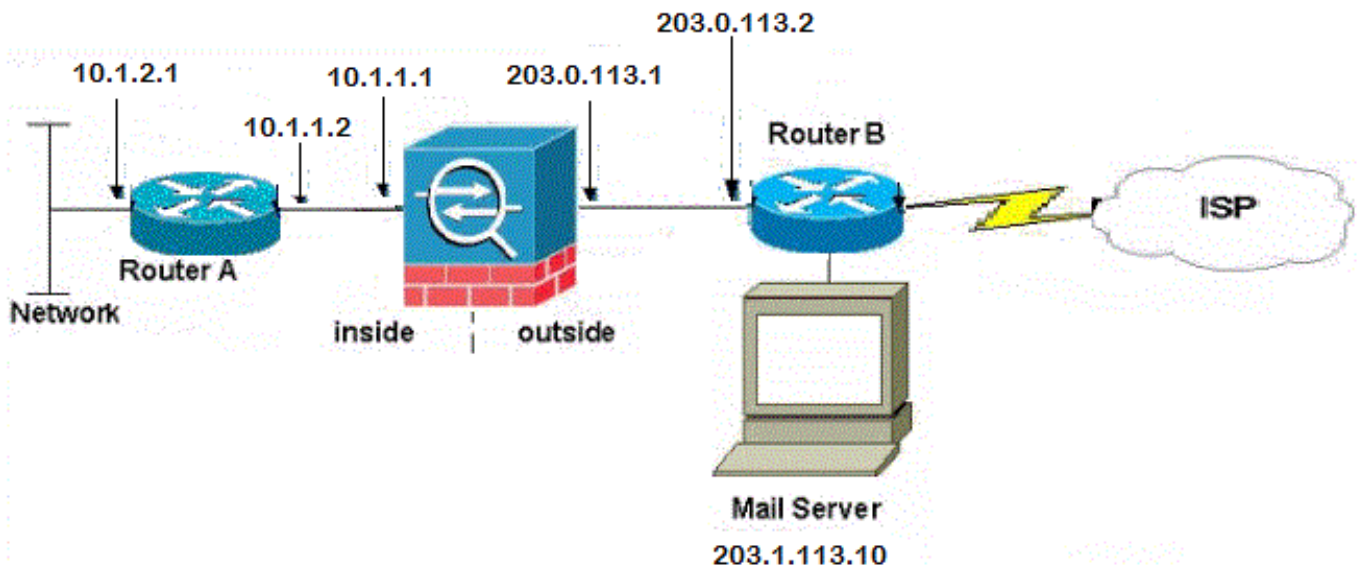 203.0.113.2
10.1.2.1
10.1.1.1
203.0.113.1
10.1.1.2
Router B
ISP
Router A
Network
inside
outside
Mail Server
203.1.113.10